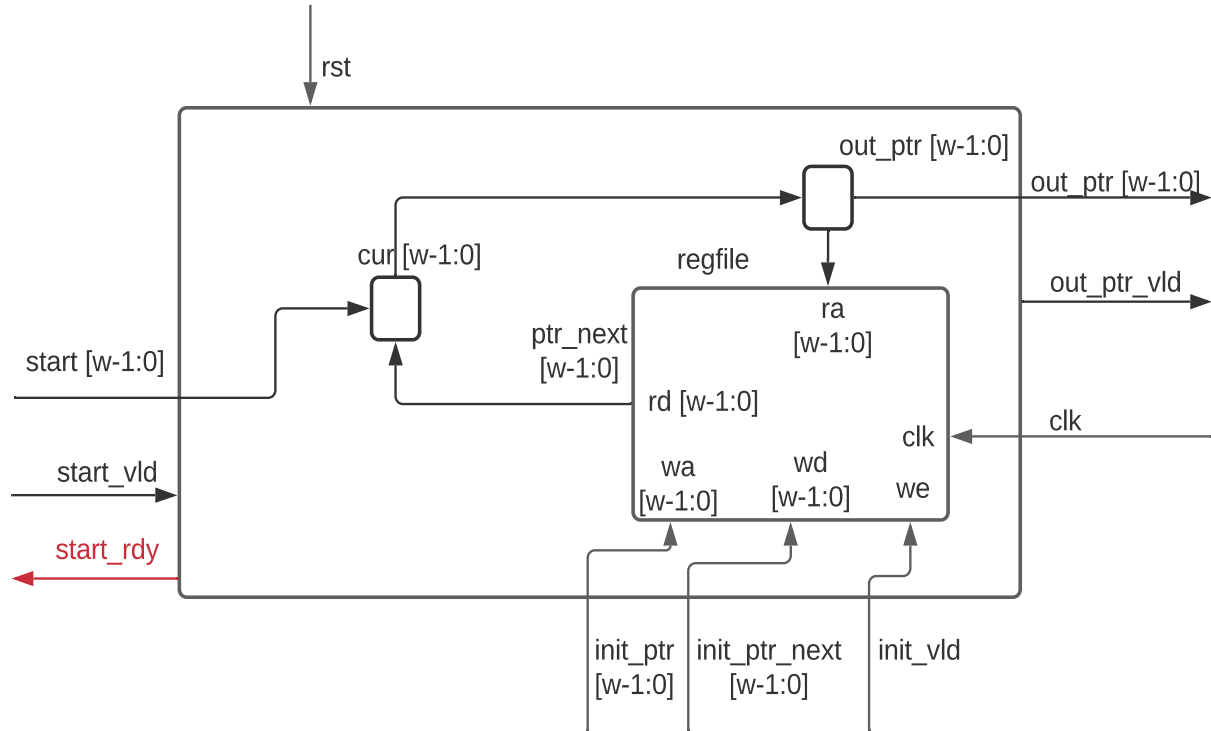 rst
out_ptr [w-1:0]
out_ptr [w-1:0]
cur [w-1:0]
regfile
out_ptr_vld
ra
[w-1:0]
ptr_next
[w-1:0]
start [w-1:0]
rd [w-1:0]
clk
clk
start_vld
wa
[w-1:0]
wd
[w-1:0]
we
start_rdy
init_ptr
[w-1:0]
init_ptr_next
[w-1:0]
init_vld